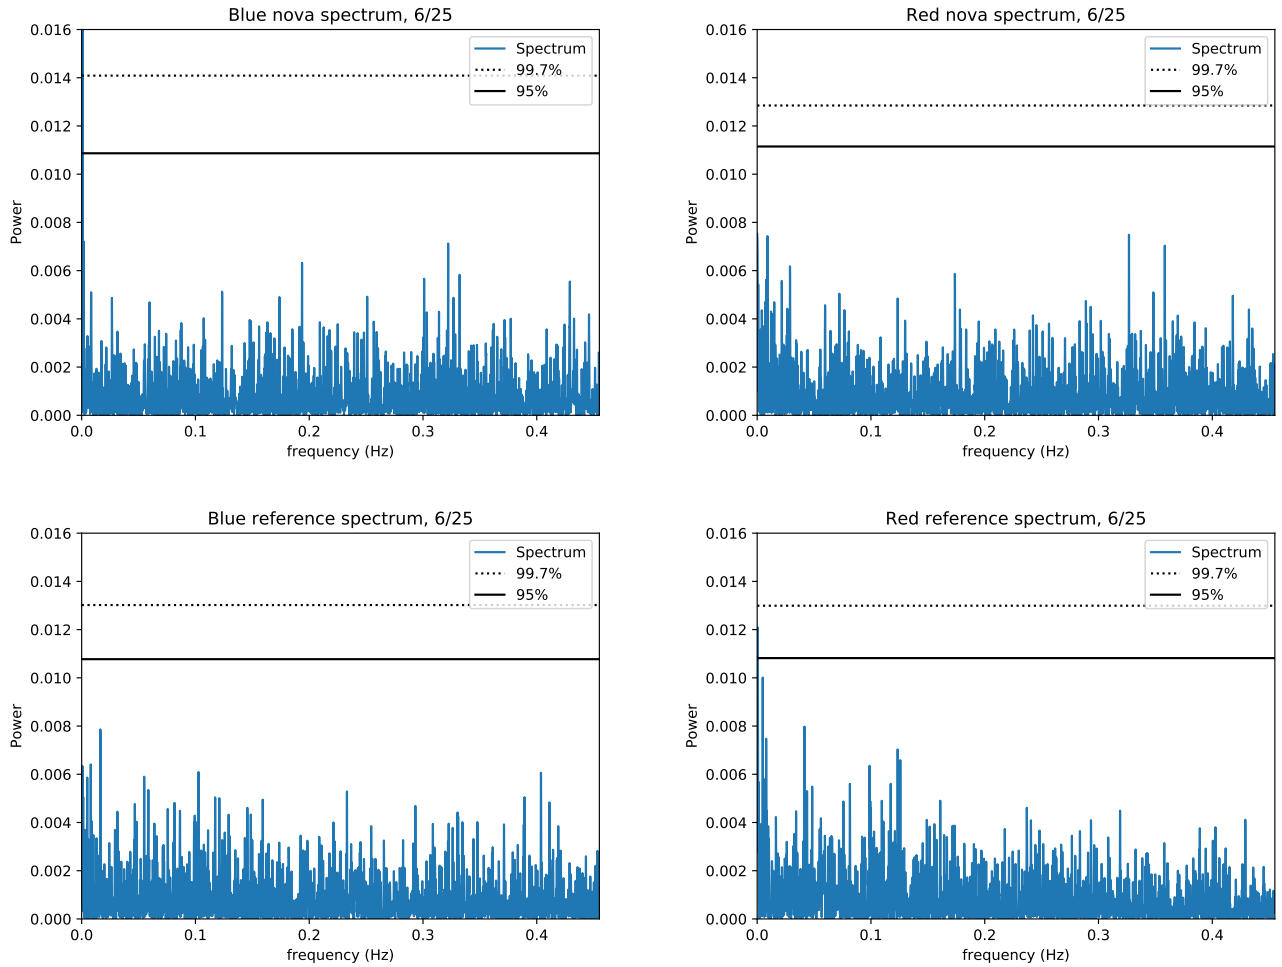 Blue nova spectrum, 6/25
0.016
0.014
0.012
0.010
0.008
0.006
0.004
0.002
0.000
Power
Spectrum
99.7%
95%
0.0 0.1 0.2 0.3 0.4
frequency (Hz)
Red nova spectrum, 6/25
0.016
0.014
0.012
0.010
0.008
0.006
0.004
0.002
0.000
Power
Spectrum
99.7%
95%
0.0 0.1 0.2 0.3 0.4
frequency (Hz)
Blue reference spectrum, 6/25
0.016
0.014
0.012
0.010
0.008
0.006
0.004
0.002
0.000
Power
Spectrum
99.7%
95%
0.0 0.1 0.2 0.3 0.4
frequency (Hz)
Red reference spectrum, 6/25
0.016
0.014
0.012
0.010
0.008
0.006
0.004
0.002
0.000
Power
Spectrum
99.7%
95%
0.0 0.1 0.2 0.3 0.4
frequency (Hz)